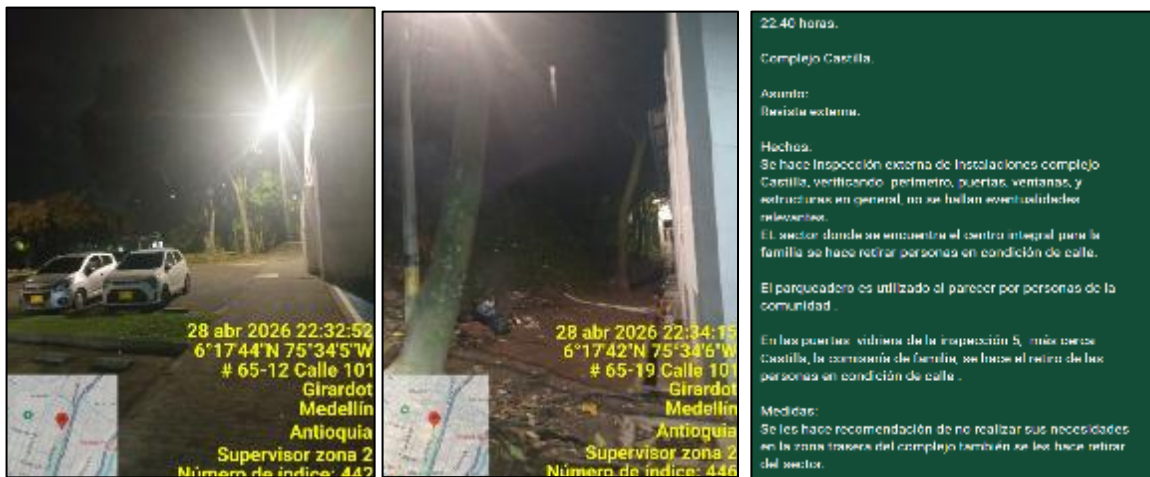 28 abr 2026 22:32:52
6°17'44"N 75°34'5"W
# 65-12 Calle 101
Girardot
Medellín
Antioquia
Supervisor zona 2
Número de índice: 442
28 abr 2026 22:34:15
6°17'42"N 75°34'6"W
# 65-19 Calle 101
Girardot
Medellín
Antioquia
Supervisor zona 2
Número de índice: 446
22.40 horas.
Complejo Castilla.
Asunto:
Revista externa.
Hechos.
Se hace inspección externa de instalaciones complejo
Castilla, verificando perímetro, puertas, ventanas, y
estructuras en general, no se hallan eventualidades
relevantes.
EL sector donde se encuentra el centro integral para la
familia se hace retirar personas en condición de calle.
El parqueadero es utilizado al parecer por personas de la
comunidad .
En las puertas vidriera de la inspección 5, más cerca
Castilla, la comisaría de familia, se hace el retiro de las
personas en condición de calle .
Medidas:
Se les hace recomendación de no realizar sus necesidades
en la zona trasera del complejo también se les hace retirar
del sector.